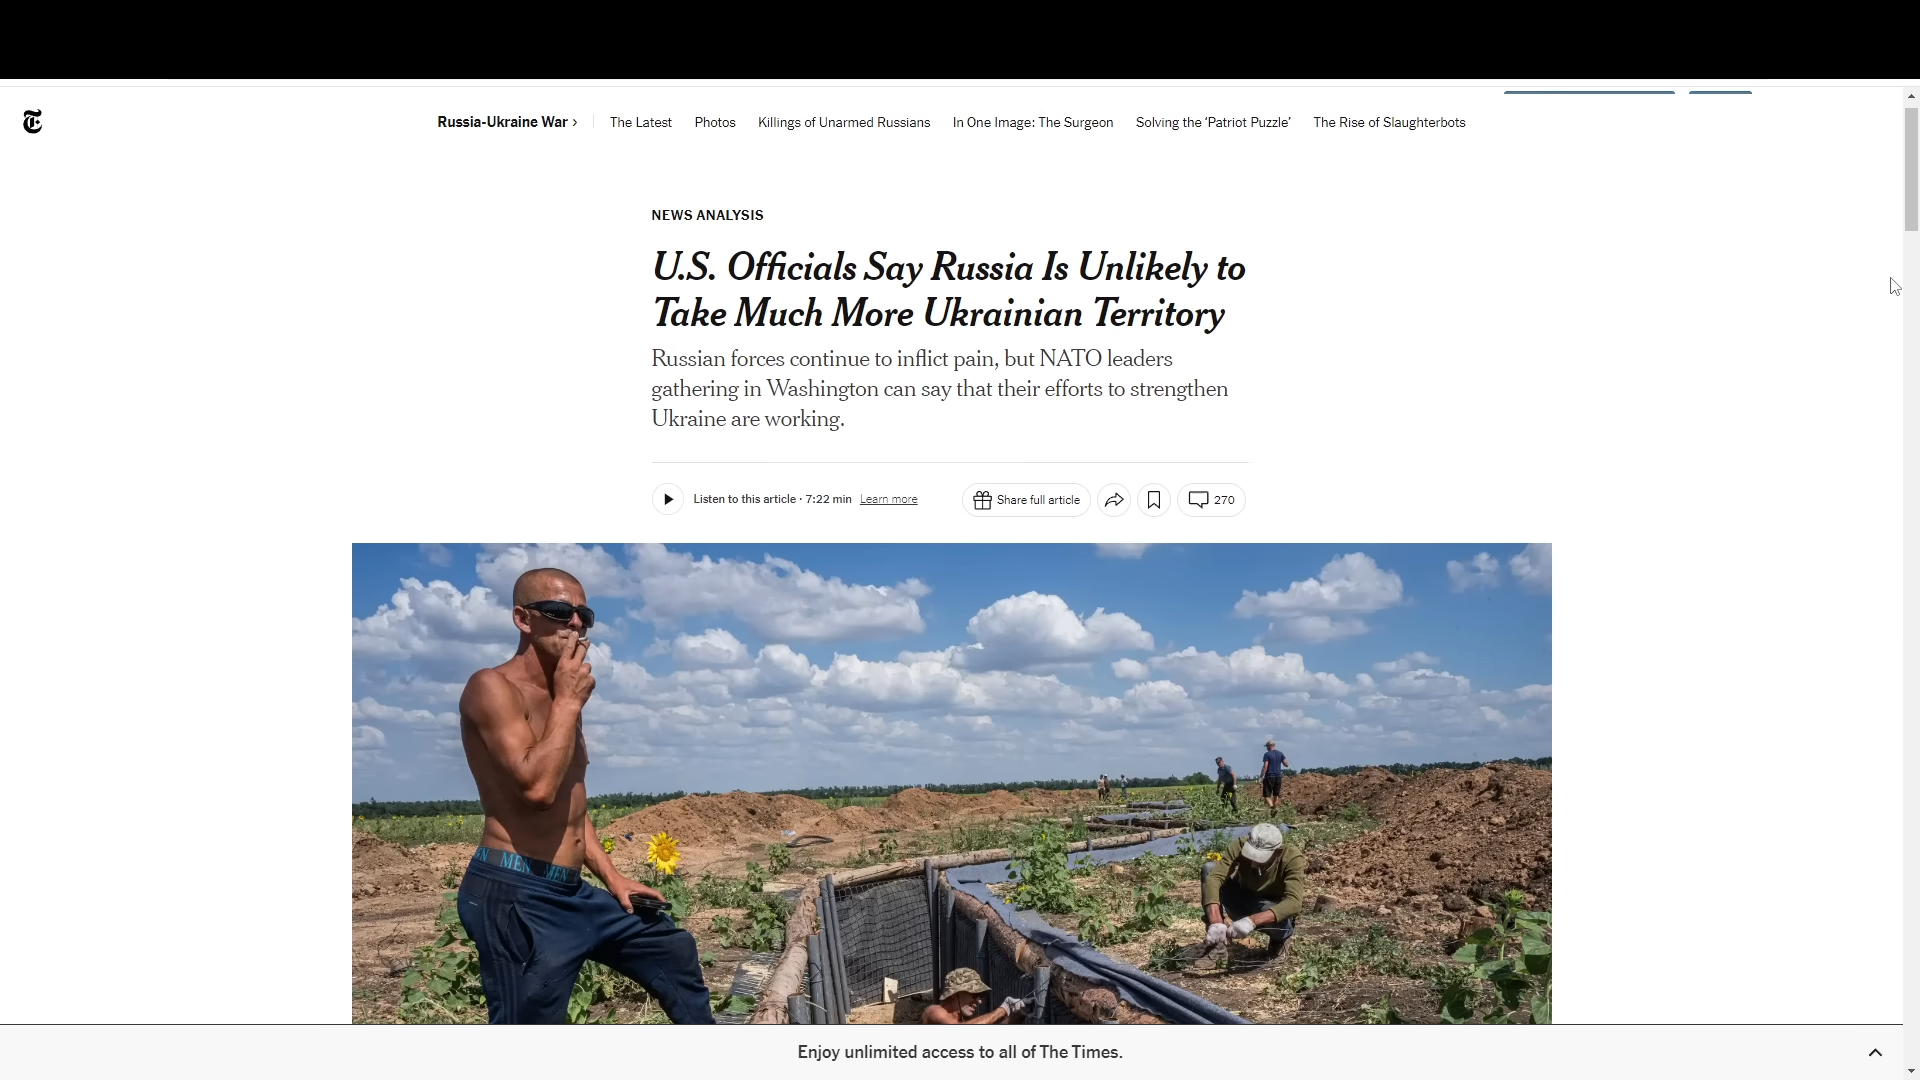 Russia-Ukraine War › The Latest Photos Killings of Unarmed Russians In One Image: The Surgeon Solving the ‘Patriot Puzzle’ The Rise of Slaughterbots
NEWS ANALYSIS
U.S. Officials Say Russia Is Unlikely to
Take Much More Ukrainian Territory
Russian forces continue to inflict pain, but NATO leaders
gathering in Washington can say that their efforts to strengthen
Ukraine are working.
Listen to this article · 7:22 min Learn more Share full article 270
MEN
Enjoy unlimited access to all of The Times.